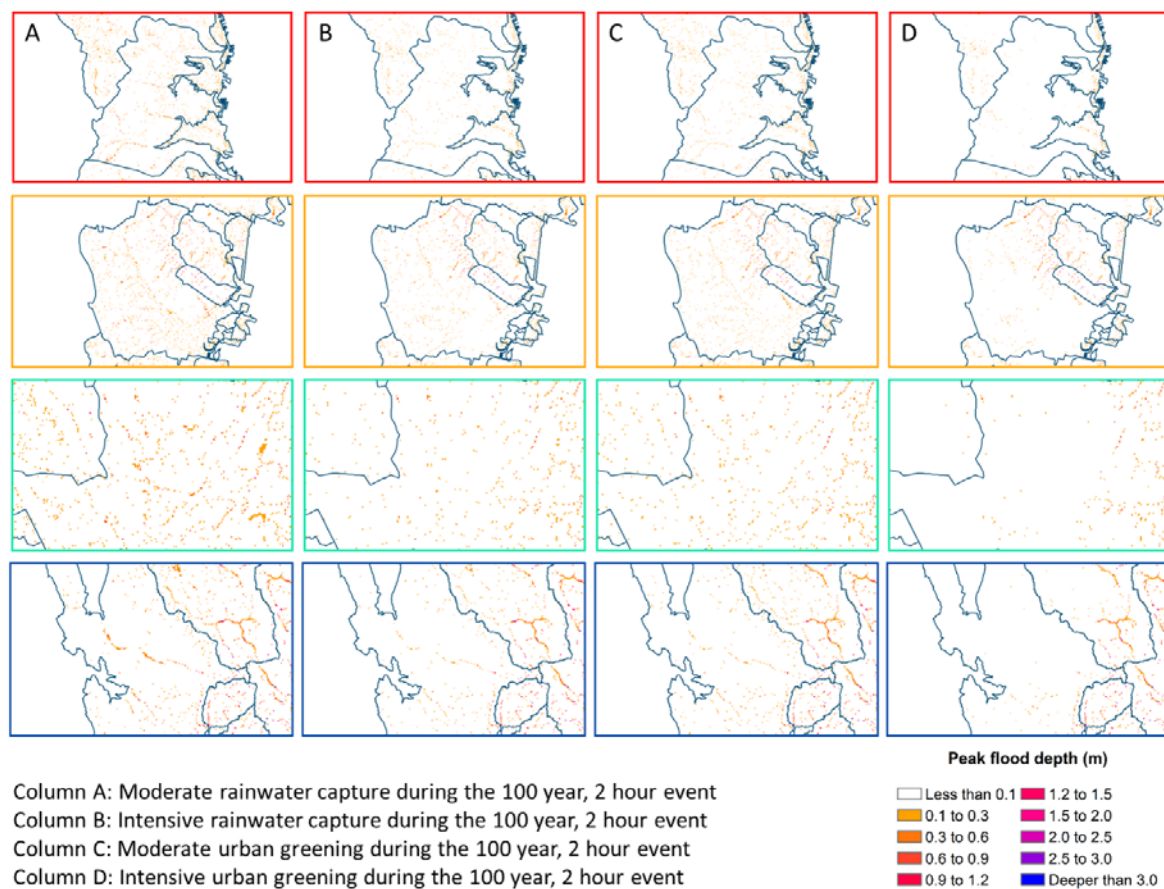 A
B
C
D
Column A: Moderate rainwater capture during the 100 year, 2 hour event
Column B: Intensive rainwater capture during the 100 year, 2 hour event
Column C: Moderate urban greening during the 100 year, 2 hour event
Column D: Intensive urban greening during the 100 year, 2 hour event
Peak flood depth (m)
Less than 0.1
0.1 to 0.3
0.3 to 0.6
0.6 to 0.9
0.9 to 1.2
1.2 to 1.5
1.5 to 2.0
2.0 to 2.5
2.5 to 3.0
Deeper than 3.0